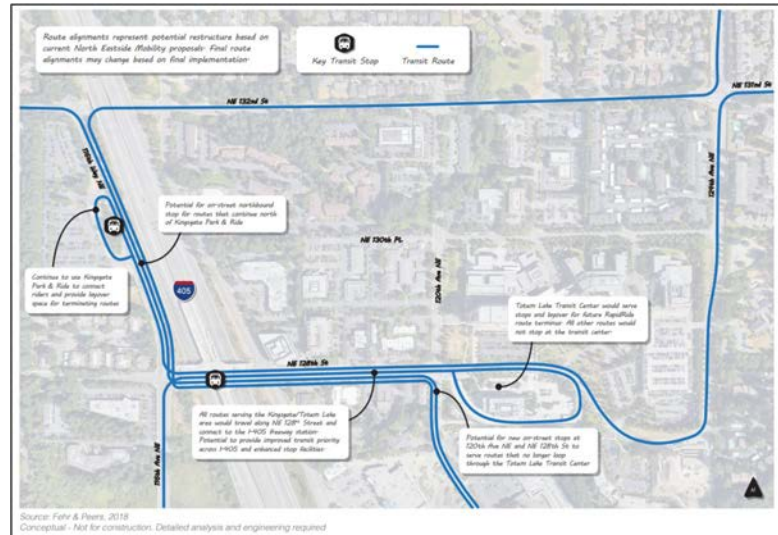 Route alignments represent potential restructure based on
current North Eastside Mobility proposals. Final route
alignments may change based on final implementation.
Key Transit Stop
Transit Route
NE 132nd St
NE 131nd St
116th Way NE
124th Ave NE
Potential for on-street northbound
stop for routes that continue north
of Kingsgate Park & Ride
NE 130th PL
Continue to use Kingsgate
Park & Ride to connect
riders and provide layover
space for terminating routes
405
120th Ave NE
Totem Lake Transit Center would serve
stops and layover for future RapidRide
route terminus. All other routes would
not stop at the transit center.
NE 128th St
All routes serving the Kingsgate/Totem Lake
area would travel along NE 128th Street and
connect to the I-405 freeway station.
Potential to provide improved transit priority
across I-405 and enhanced stop facilities
Potential for new on-street stops at
120th Ave NE and NE 128th St to
serve routes that no longer loop
through the Totem Lake Transit Center
116th Ave NE
N
Source: Fehr & Peers, 2018
Conceptual - Not for construction. Detailed analysis and engineering required